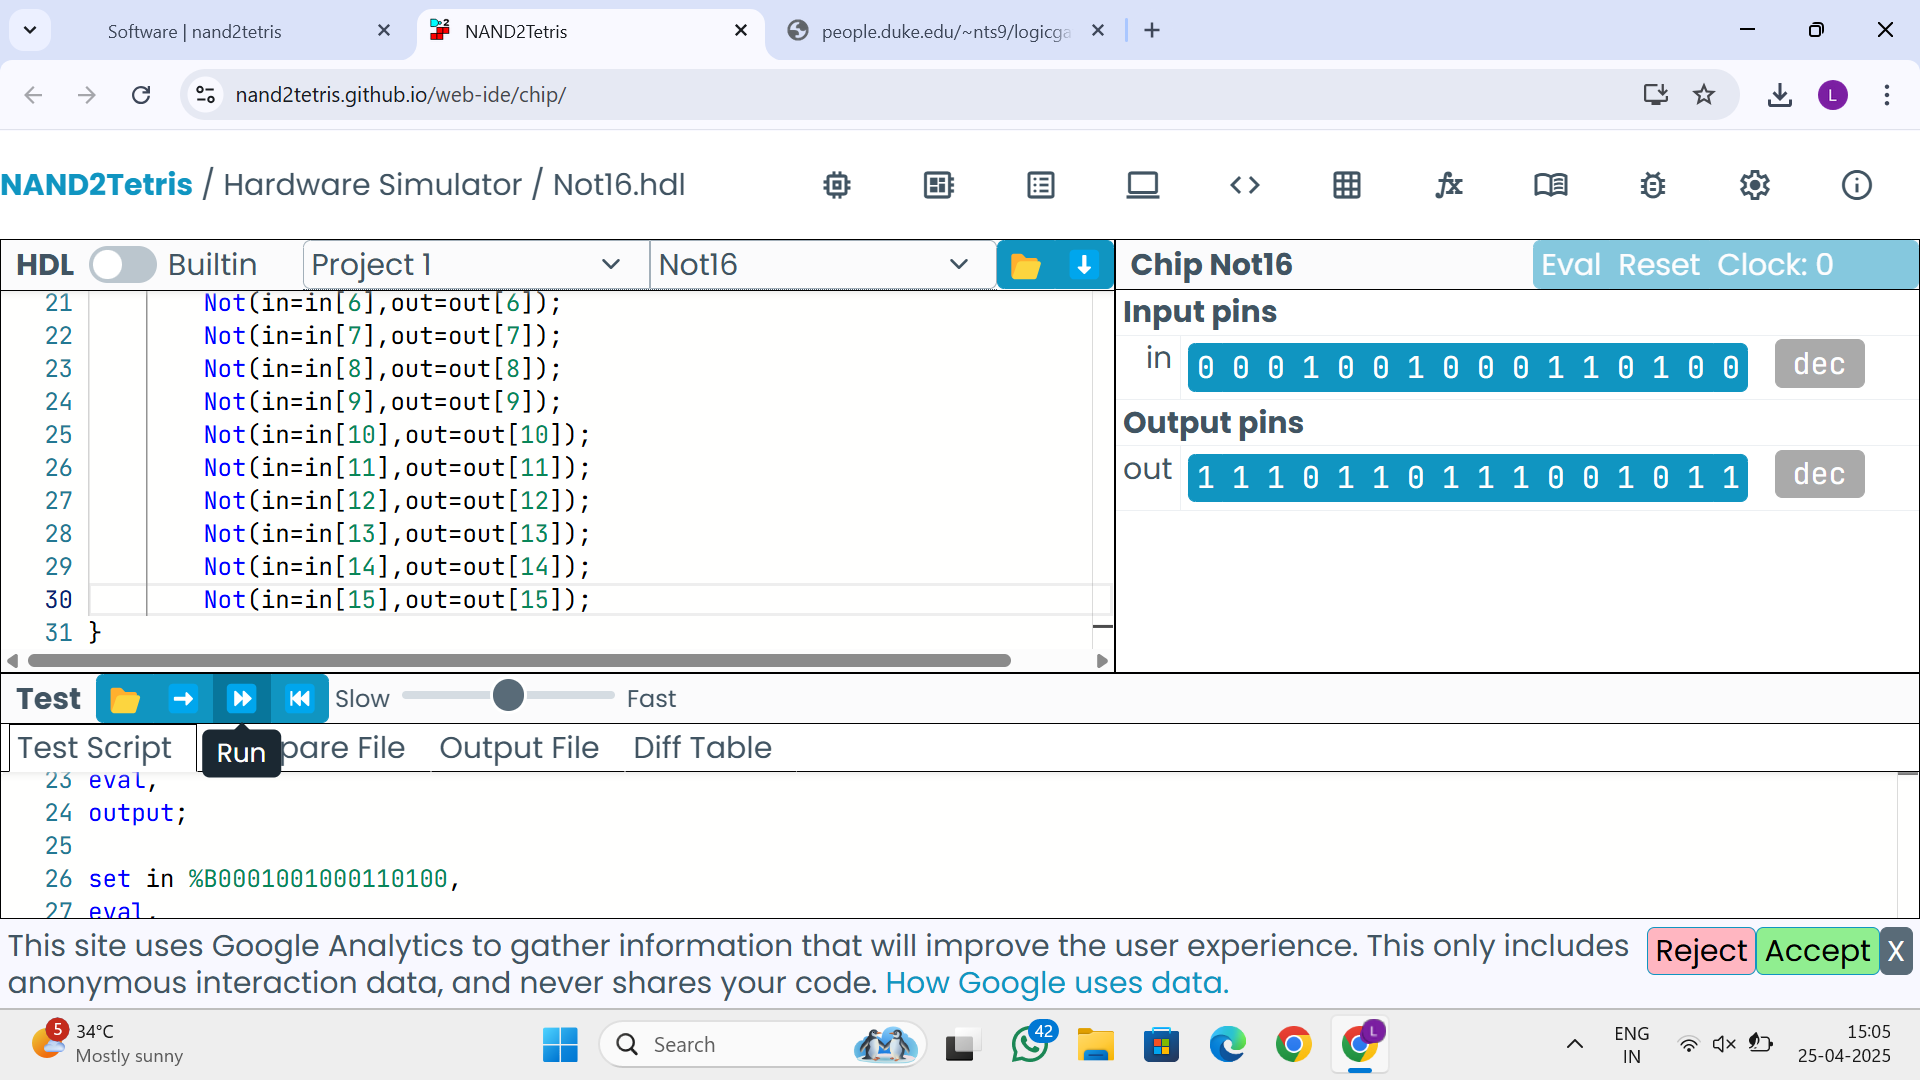 Software | nand2tetris
NAND2Tetris
people.duke.edu/~nts9/logicga
nand2tetris.github.io/web-ide/chip/
L
NAND2Tetris / Hardware Simulator / Not16.hdl
HDL Builtin Project 1 Not16
Chip Not16 Eval Reset Clock: 0
21 Not(in=in[6],out=out[6]);
22 Not(in=in[7],out=out[7]);
23 Not(in=in[8],out=out[8]);
24 Not(in=in[9],out=out[9]);
25 Not(in=in[10],out=out[10]);
26 Not(in=in[11],out=out[11]);
27 Not(in=in[12],out=out[12]);
28 Not(in=in[13],out=out[13]);
29 Not(in=in[14],out=out[14]);
30 Not(in=in[15],out=out[15]);
31 }
Input pins
in 0 0 0 1 0 0 1 0 0 0 1 1 0 1 0 0 dec
Output pins
out 1 1 1 0 1 1 0 1 1 1 0 0 1 0 1 1 dec
Test Slow Fast
Test Script pare File Output File Diff Table
Run
23 eval,
24 output;
25
26 set in %B0001001000110100,
27 eval,
This site uses Google Analytics to gather information that will improve the user experience. This only includes
anonymous interaction data, and never shares your code. How Google uses data.
Reject Accept X
5 34°C
Mostly sunny
Search
42
L
ENG
IN
15:05
25-04-2025